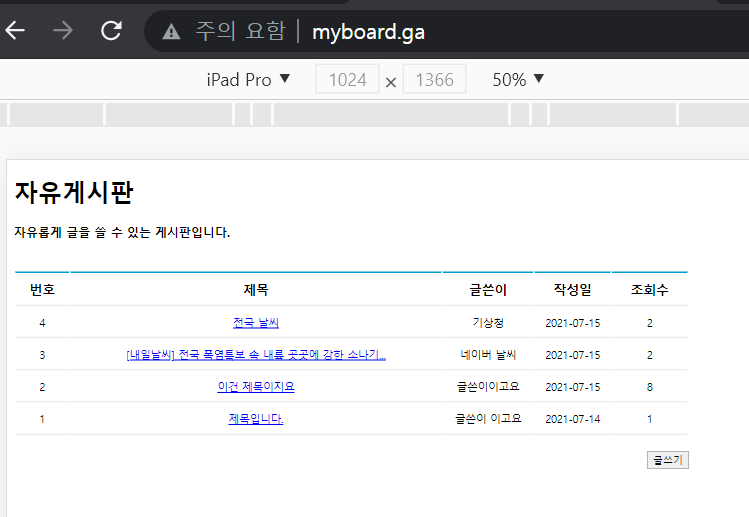 주의 요함 myboard.ga
iPad Pro ▼ 1024 × 1366 50% ▼
자유게시판
자유롭게 글을 쓸 수 있는 게시판입니다.
번호 제목 글쓴이 작성일 조회수
4 전국 날씨 기상청 2021-07-15 2
3 [내일날씨] 전국 폭염특보 속 내륙 곳곳에 강한 소나기... 네이버 날씨 2021-07-15 2
2 이건 제목이지요 글쓴이이고요 2021-07-15 8
1 제목입니다. 글쓴이 이고요 2021-07-14 1
글쓰기